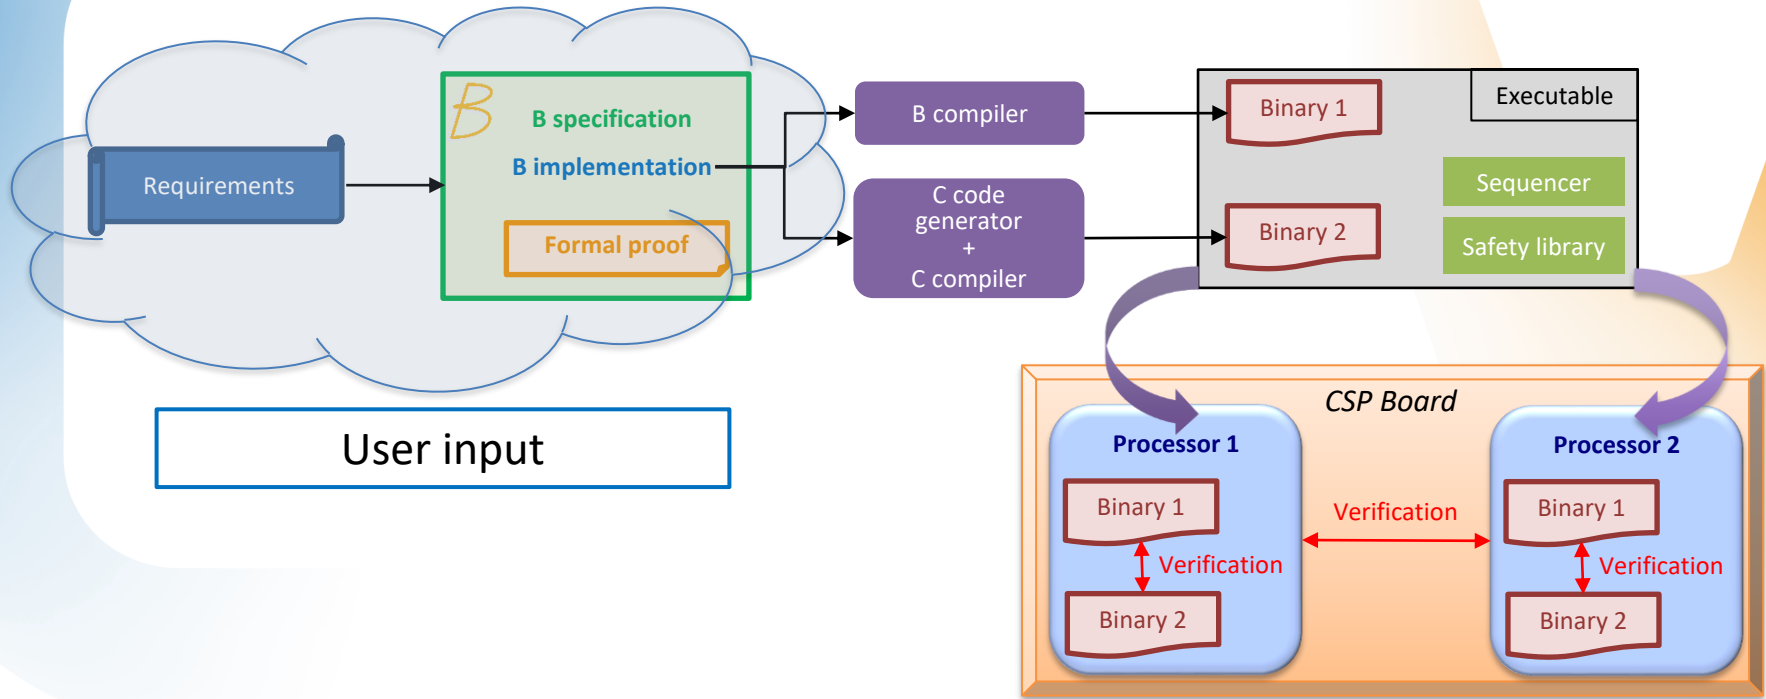 B
B specification
B implementation
Formal proof
Requirements
User input
B compiler
C code
generator
+
C compiler
Executable
Binary 1
Binary 2
Sequencer
Safety library
CSP Board
Processor 1
Binary 1
Verification
Binary 2
Verification
Processor 2
Binary 1
Verification
Binary 2